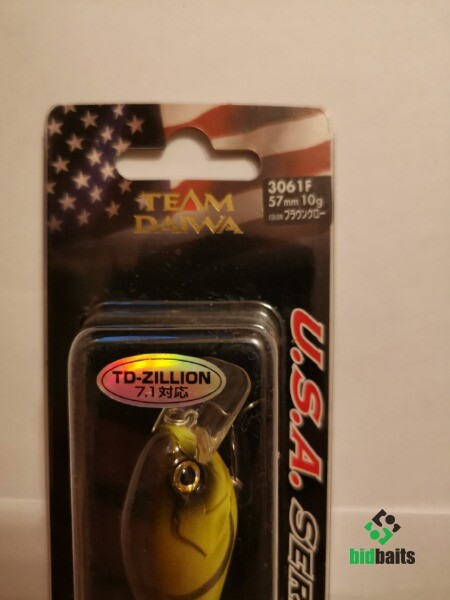 TEAM
DAIWA
3061F
57mm 10g
COLOR ブラウンクロー
TD-ZILLION
7.1対応
U.S.A.
bidbaits